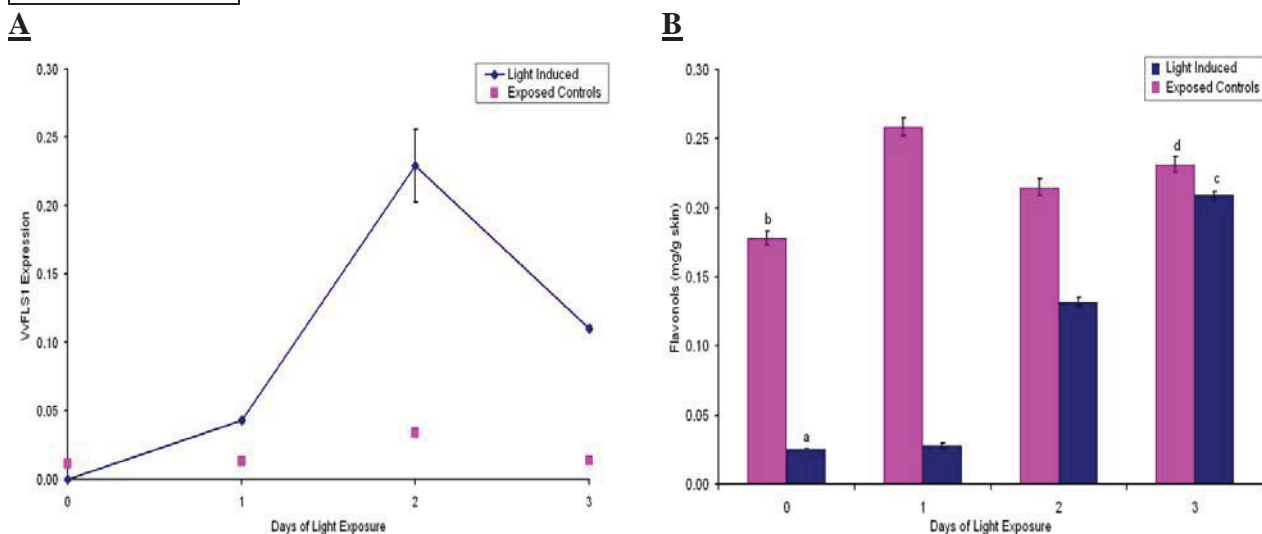 A
0.30
0.25
0.20
0.15
0.10
0.05
0.00
VvFLS1 Expression
0
1
2
3
Days of Light Exposure
Light Induced
Exposed Controls
B
0.30
0.25
0.20
0.15
0.10
0.05
0.00
Flavonols (mg/g skin)
Light Induced
Exposed Controls
b
a
d
c
0
1
2
3
Days of Light Exposure